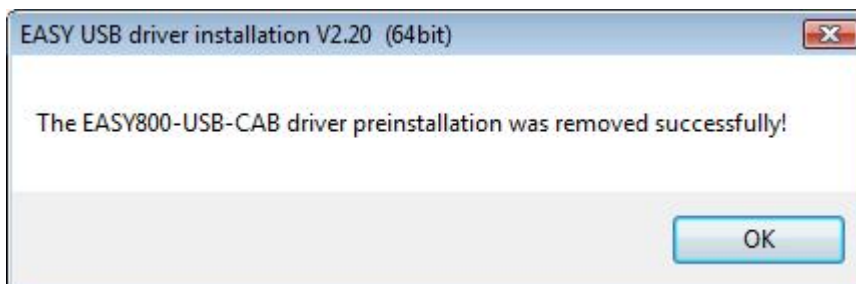 EASY USB driver installation V2.20 (64bit)
The EASY800-USB-CAB driver preinstallation was removed successfully!
OK